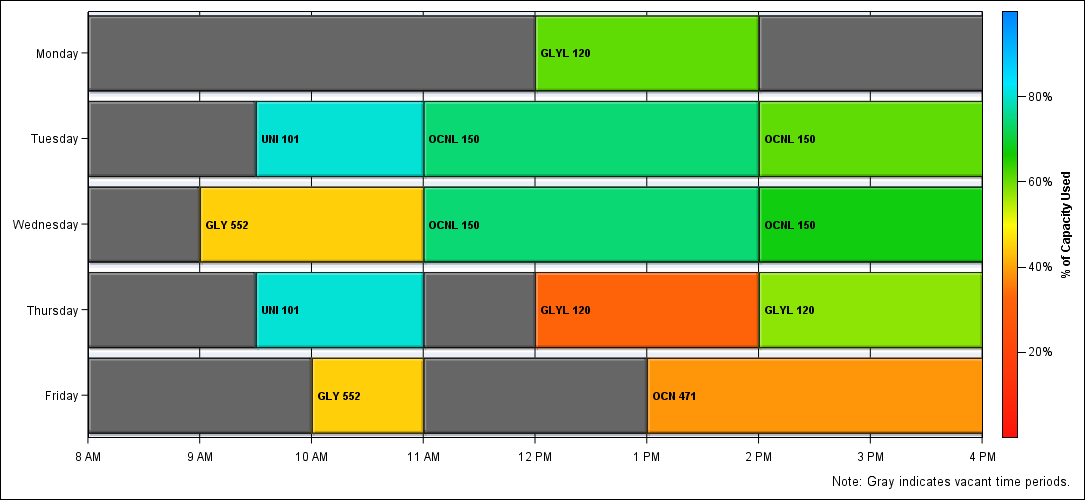 Monday
GLYL 120
Tuesday
UNI 101
OCNL 150
OCNL 150
Wednesday
GLY 552
OCNL 150
OCNL 150
Thursday
UNI 101
GLYL 120
GLYL 120
Friday
GLY 552
OCN 471
8 AM
9 AM
10 AM
11 AM
12 PM
1 PM
2 PM
3 PM
4 PM
80%
60%
40%
20%
% of Capacity Used
Note: Gray indicates vacant time periods.